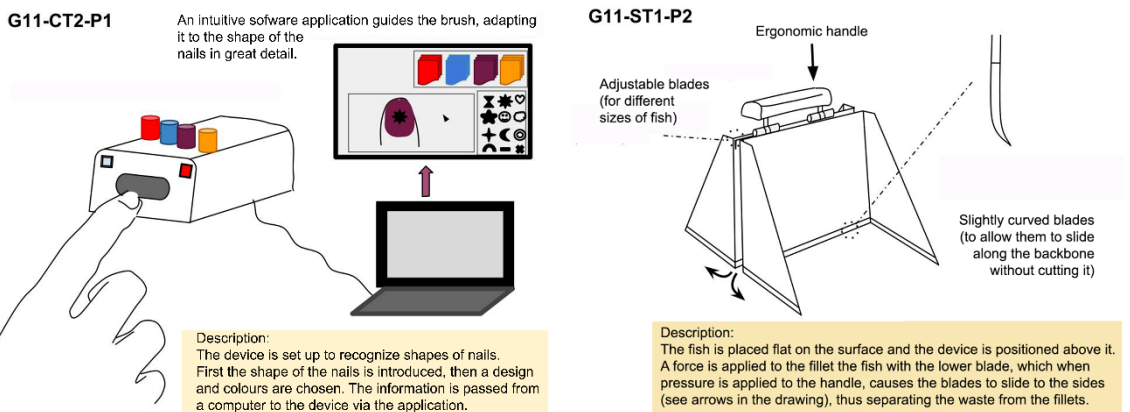 G11-CT2-P1
An intuitive sofware application guides the brush, adapting
it to the shape of the
nails in great detail.
Description:
The device is set up to recognize shapes of nails.
First the shape of the nails is introduced, then a design
and colours are chosen. The information is passed from
a computer to the device via the application.
G11-ST1-P2
Ergonomic handle
Adjustable blades
(for different
sizes of fish)
Slightly curved blades
(to allow them to slide
along the backbone
without cutting it)
Description:
The fish is placed flat on the surface and the device is positioned above it.
A force is applied to the fillet the fish with the lower blade, which when
pressure is applied to the handle, causes the blades to slide to the sides
(see arrows in the drawing), thus separating the waste from the fillets.